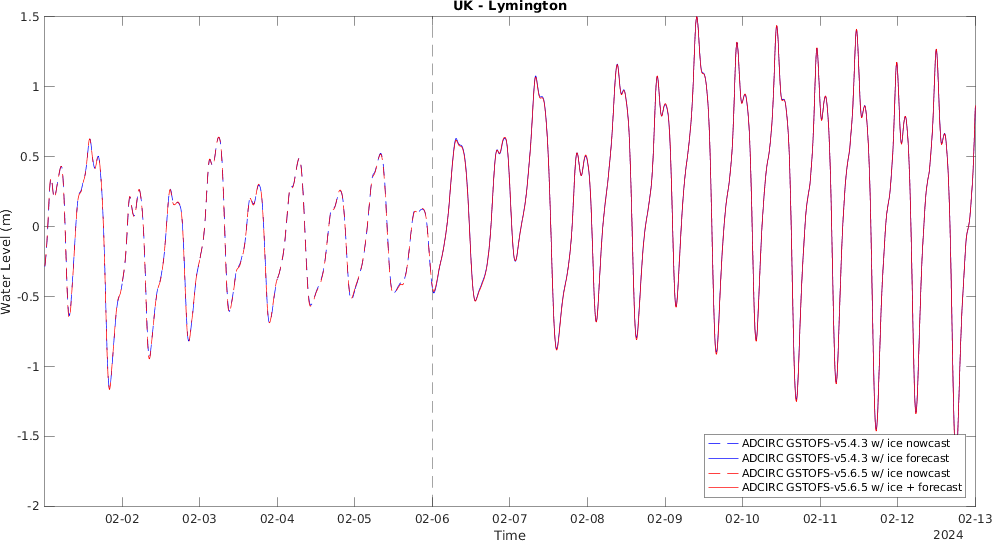 UK - Lymington
1.5
1
0.5
0
-0.5
-1
-1.5
-2
Water Level (m)
ADCIRC GSTOFS-v5.4.3 w/ ice nowcast
ADCIRC GSTOFS-v5.4.3 w/ ice forecast
ADCIRC GSTOFS-v5.6.5 w/ ice nowcast
ADCIRC GSTOFS-v5.6.5 w/ ice + forecast
02-02 02-03 02-04 02-05 02-06 02-07 02-08 02-09 02-10 02-11 02-12 02-13
Time
2024